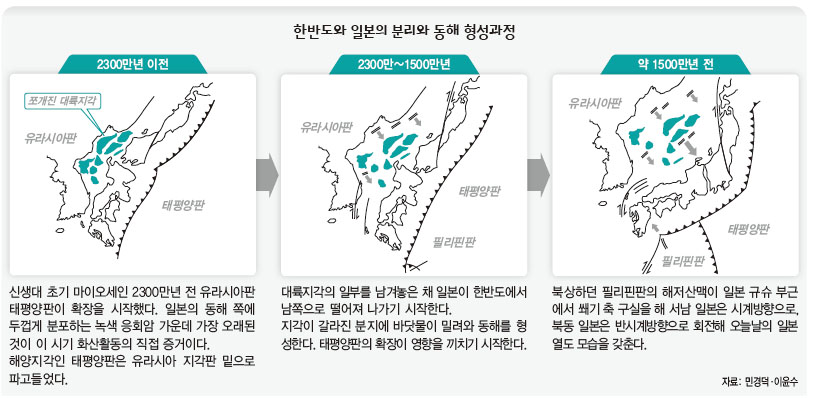 한반도와 일본의 분리와 동해 형성과정
2300만년 이전
쪼개진 대륙지각
유라시아판
태평양판
신생대 초기 마이오세인 2300만년 전 유라시아판
태평양판이 확장을 시작했다. 일본의 동해 쪽에
두껍게 분포하는 녹색 응회암 가운데 가장 오래된
것이 이 시기 화산활동의 직접 증거이다.
해양지각인 태평양판은 유라시아 지각판 밑으로
파고들었다.
2300만~1500만년
유라시아판
태평양판
필리핀판
대륙지각의 일부를 남겨놓은 채 일본이 한반도에서
남쪽으로 떨어져 나가기 시작한다.
지각이 갈라진 분지에 바닷물이 밀려와 동해를 형
성한다. 태평양판의 확장이 영향을 끼치기 시작한다.
약 1500만년 전
유라시아판
태평양판
필리핀판
북상하던 필리핀판의 해저산맥이 일본 규슈 부근
에서 쐐기 축 구실을 해 서남 일본은 시계방향으로,
북동 일본은 반시계방향으로 회전해 오늘날의 일본
열도 모습을 갖춘다.
자료: 민경덕·이윤수